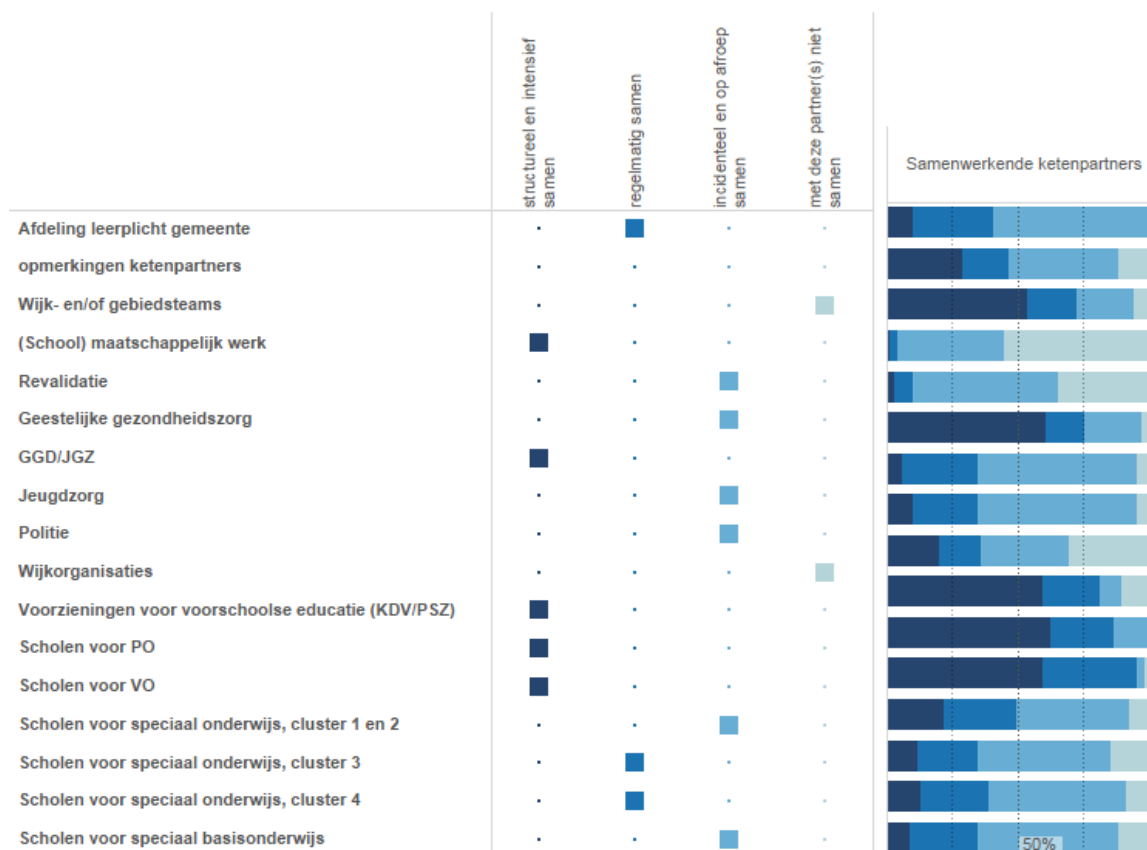 structureel en intensief
samen
regelmatig samen
incidenteel en op afroep
samen
met deze partner(s) niet
samen
Samenwerkende ketenpartners
Afdeling leerplicht gemeente
opmerkingen ketenpartners
Wijk- en/of gebiedsteams
(School) maatschappelijk werk
Revalidatie
Geestelijke gezondheidszorg
GGD/JGZ
Jeugdzorg
Politie
Wijkorganisaties
Voorzieningen voor voorschoolse educatie (KDV/PSZ)
Scholen voor PO
Scholen voor VO
Scholen voor speciaal onderwijs, cluster 1 en 2
Scholen voor speciaal onderwijs, cluster 3
Scholen voor speciaal onderwijs, cluster 4
Scholen voor speciaal basisonderwijs
50%